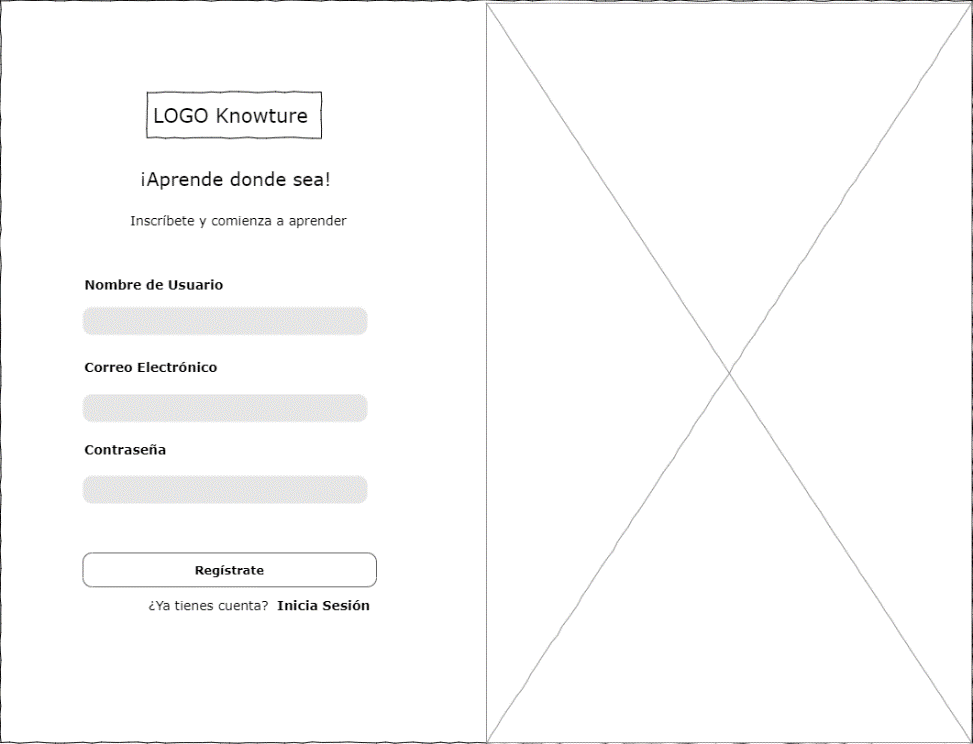 LOGO Knowture
¡Aprende donde sea!
Inscríbete y comienza a aprender
Nombre de Usuario
Correo Electrónico
Contraseña
Regístrate
¿Ya tienes cuenta? Inicia Sesión